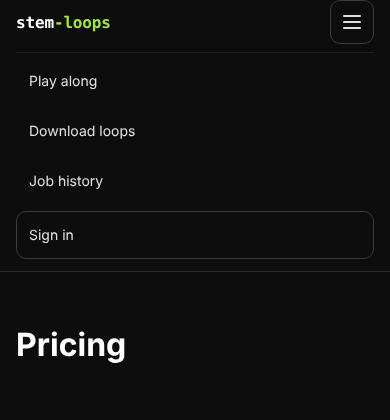 stem-loops
Play along
Download loops
Job history
Sign in
Pricing